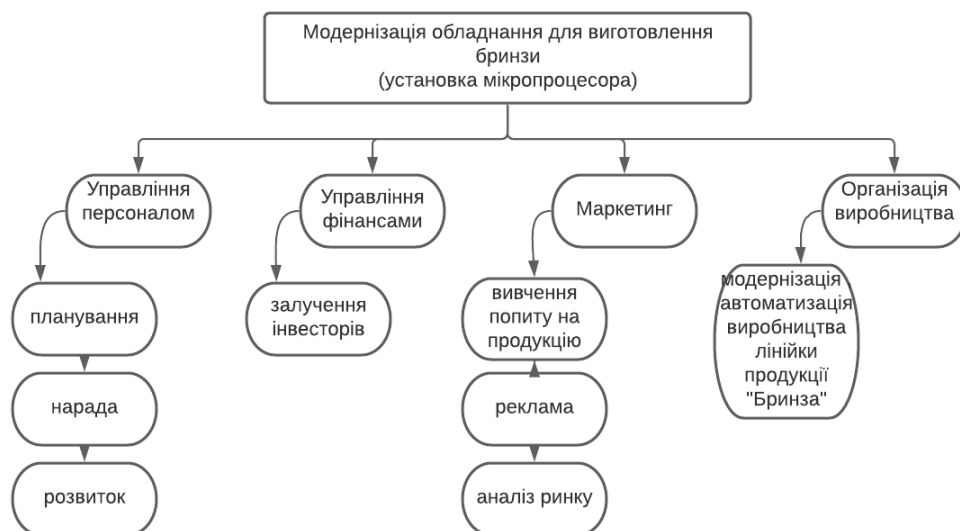 Модернізація обладнання для виготовлення
бринзи
(установка мікропроцесора)
Управління
персоналом
Управління
фінансами
Маркетинг
Організація
виробництва
планування
залучення
інвесторів
вивчення
попиту на
продукцію
модернізація ,
автоматизація
виробництва
лінійки
продукції
"Бринза"
нарада
реклама
розвиток
аналіз ринку